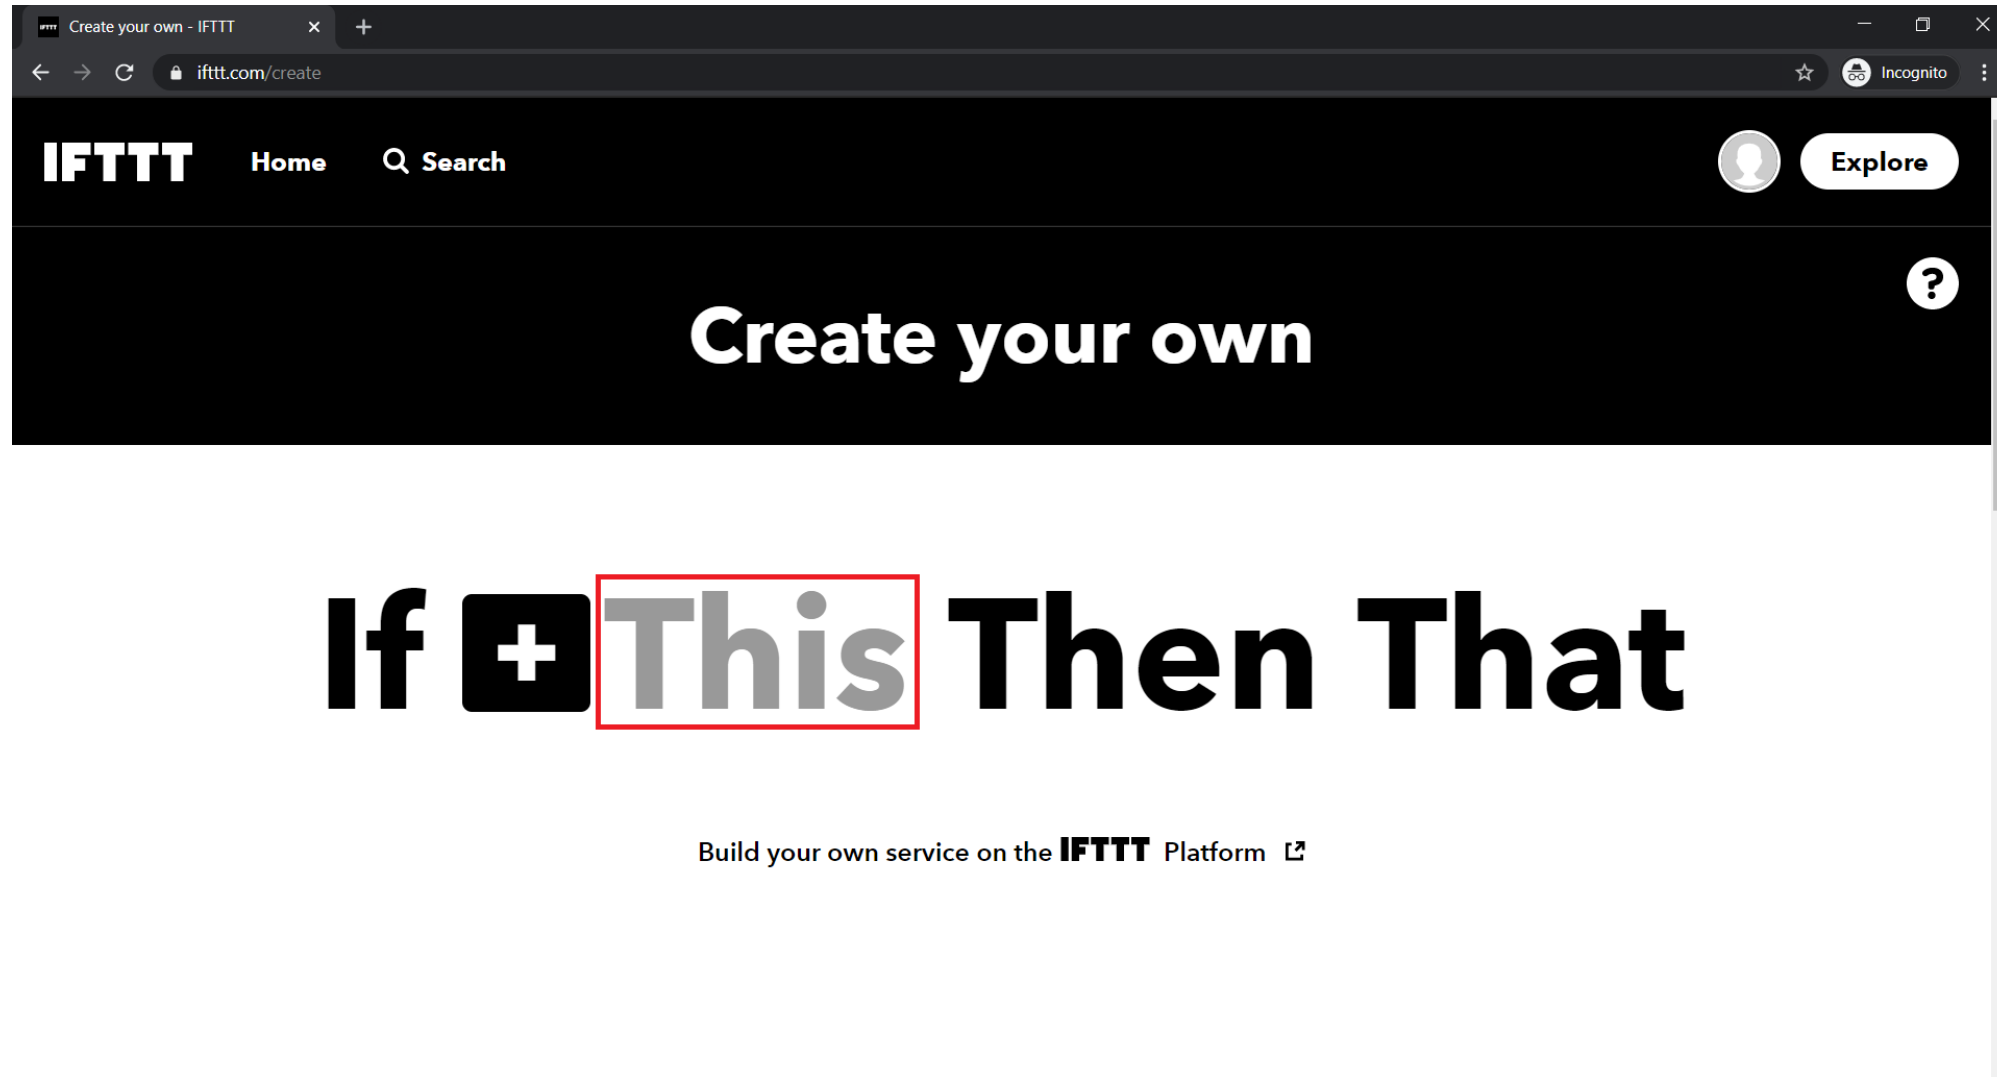 Create your own - IFTTT
ifttt.com/create
Incognito
IFTTT Home Search Explore
?
Create your own
If + This Then That
Build your own service on the IFTTT Platform